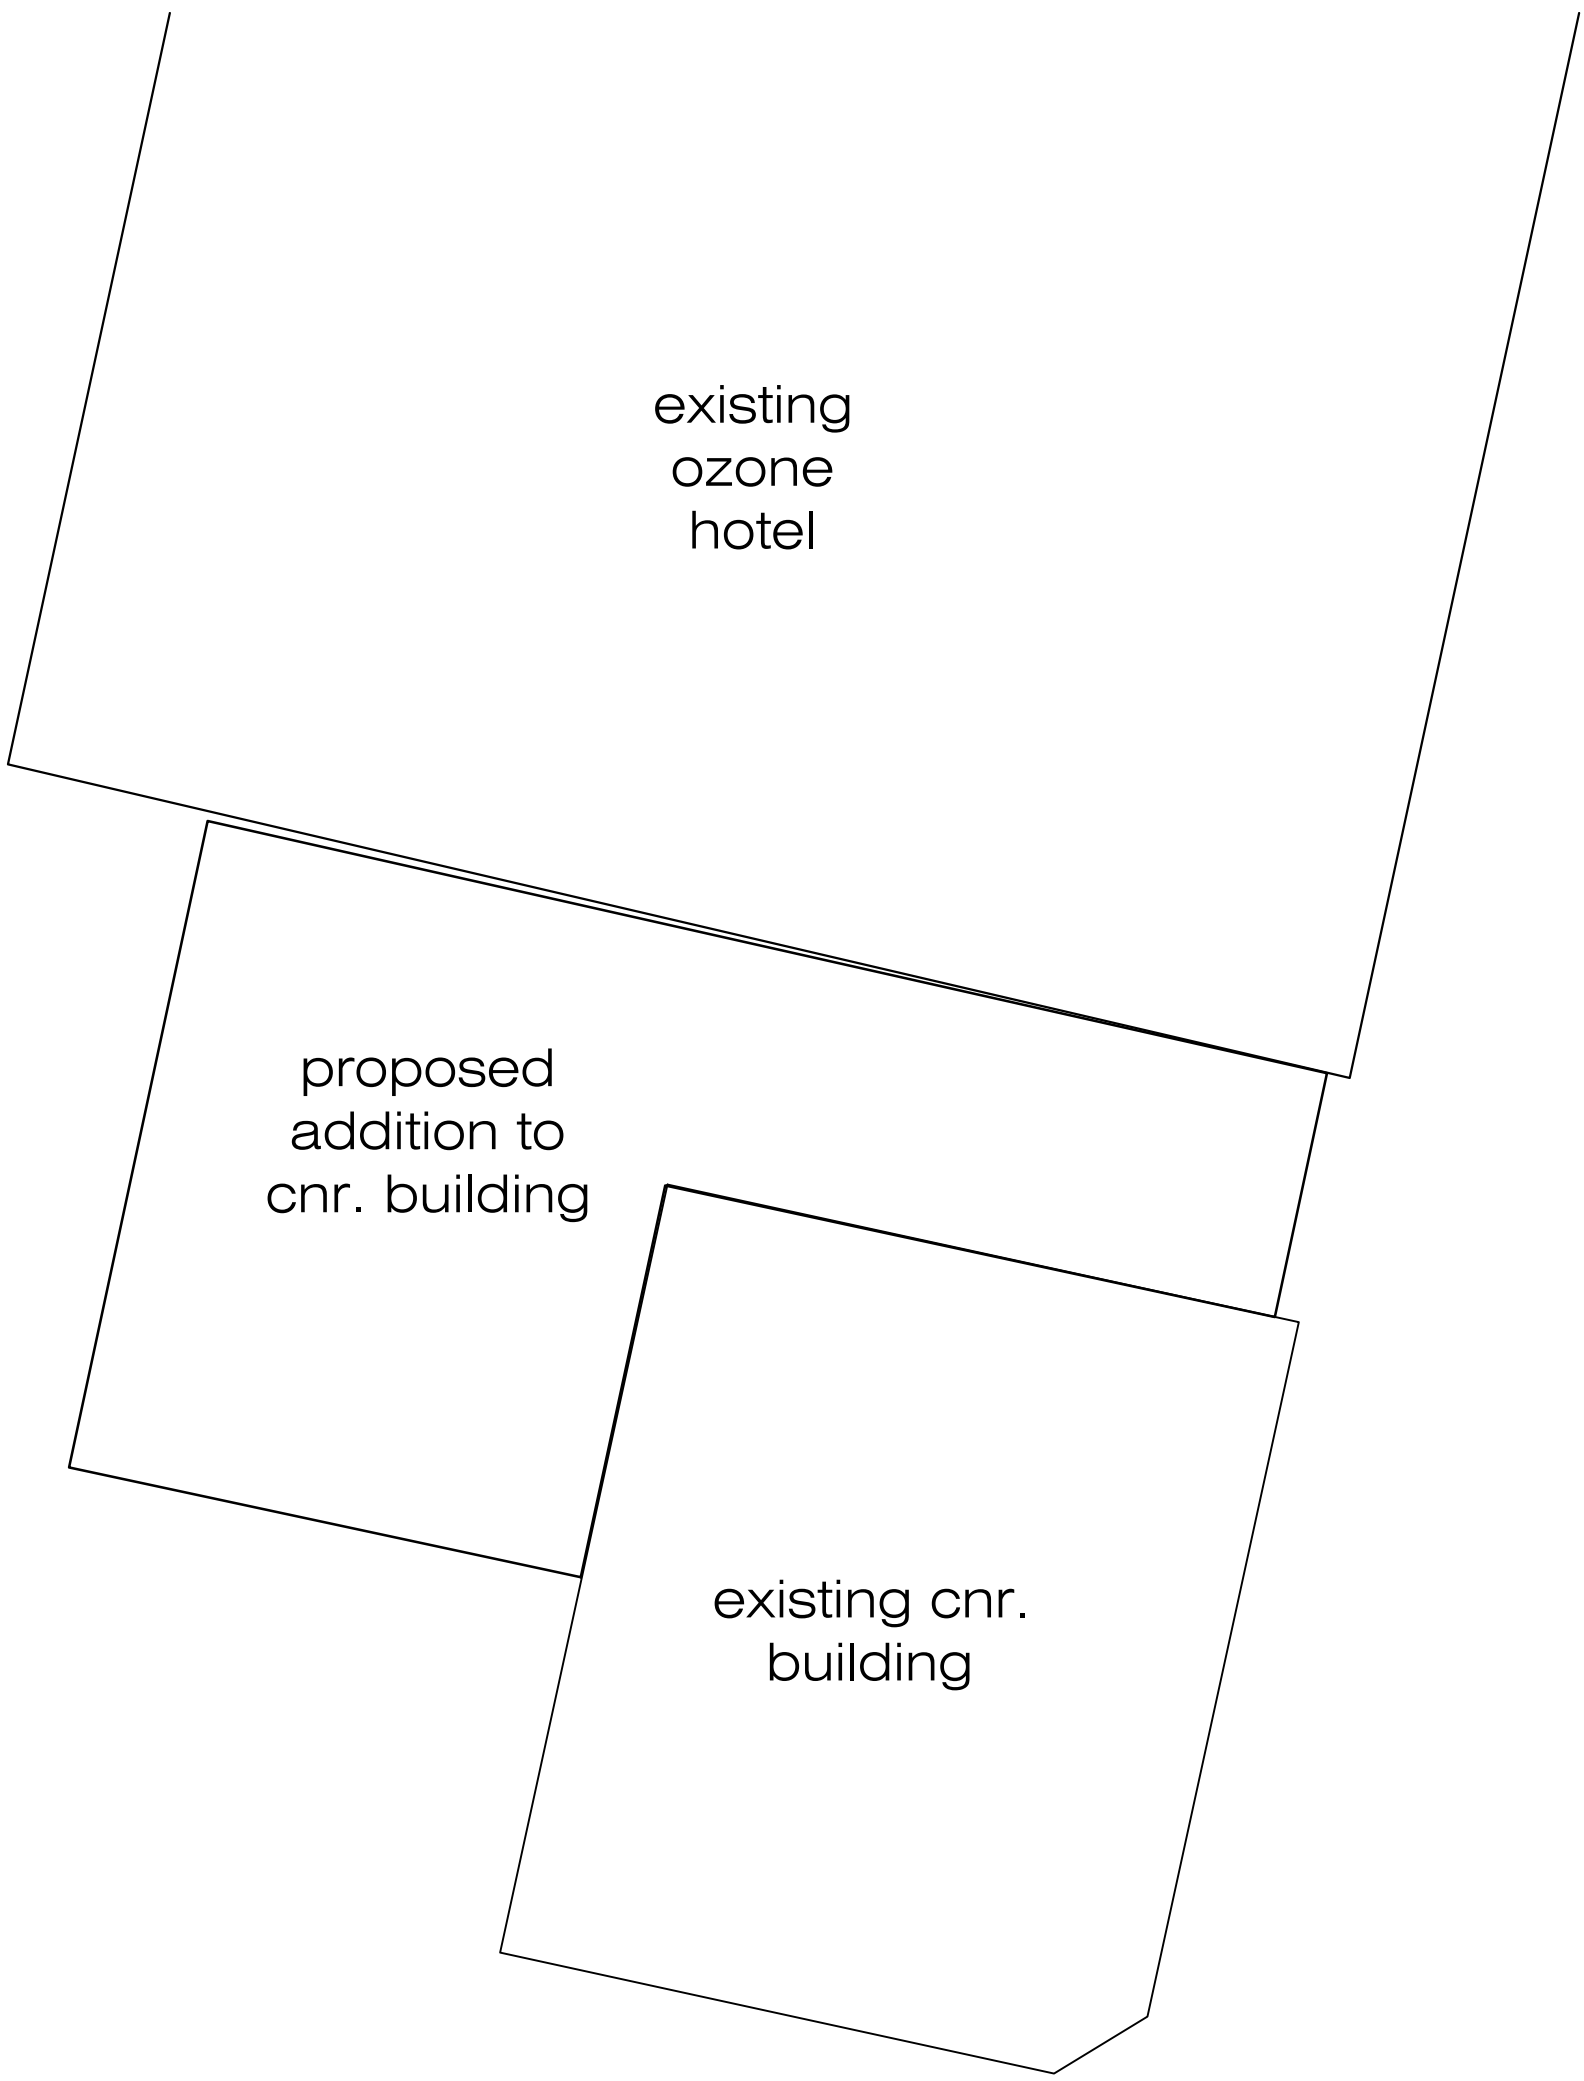 existing
ozone
hotel
proposed
addition to
cnr. building
existing cnr.
building